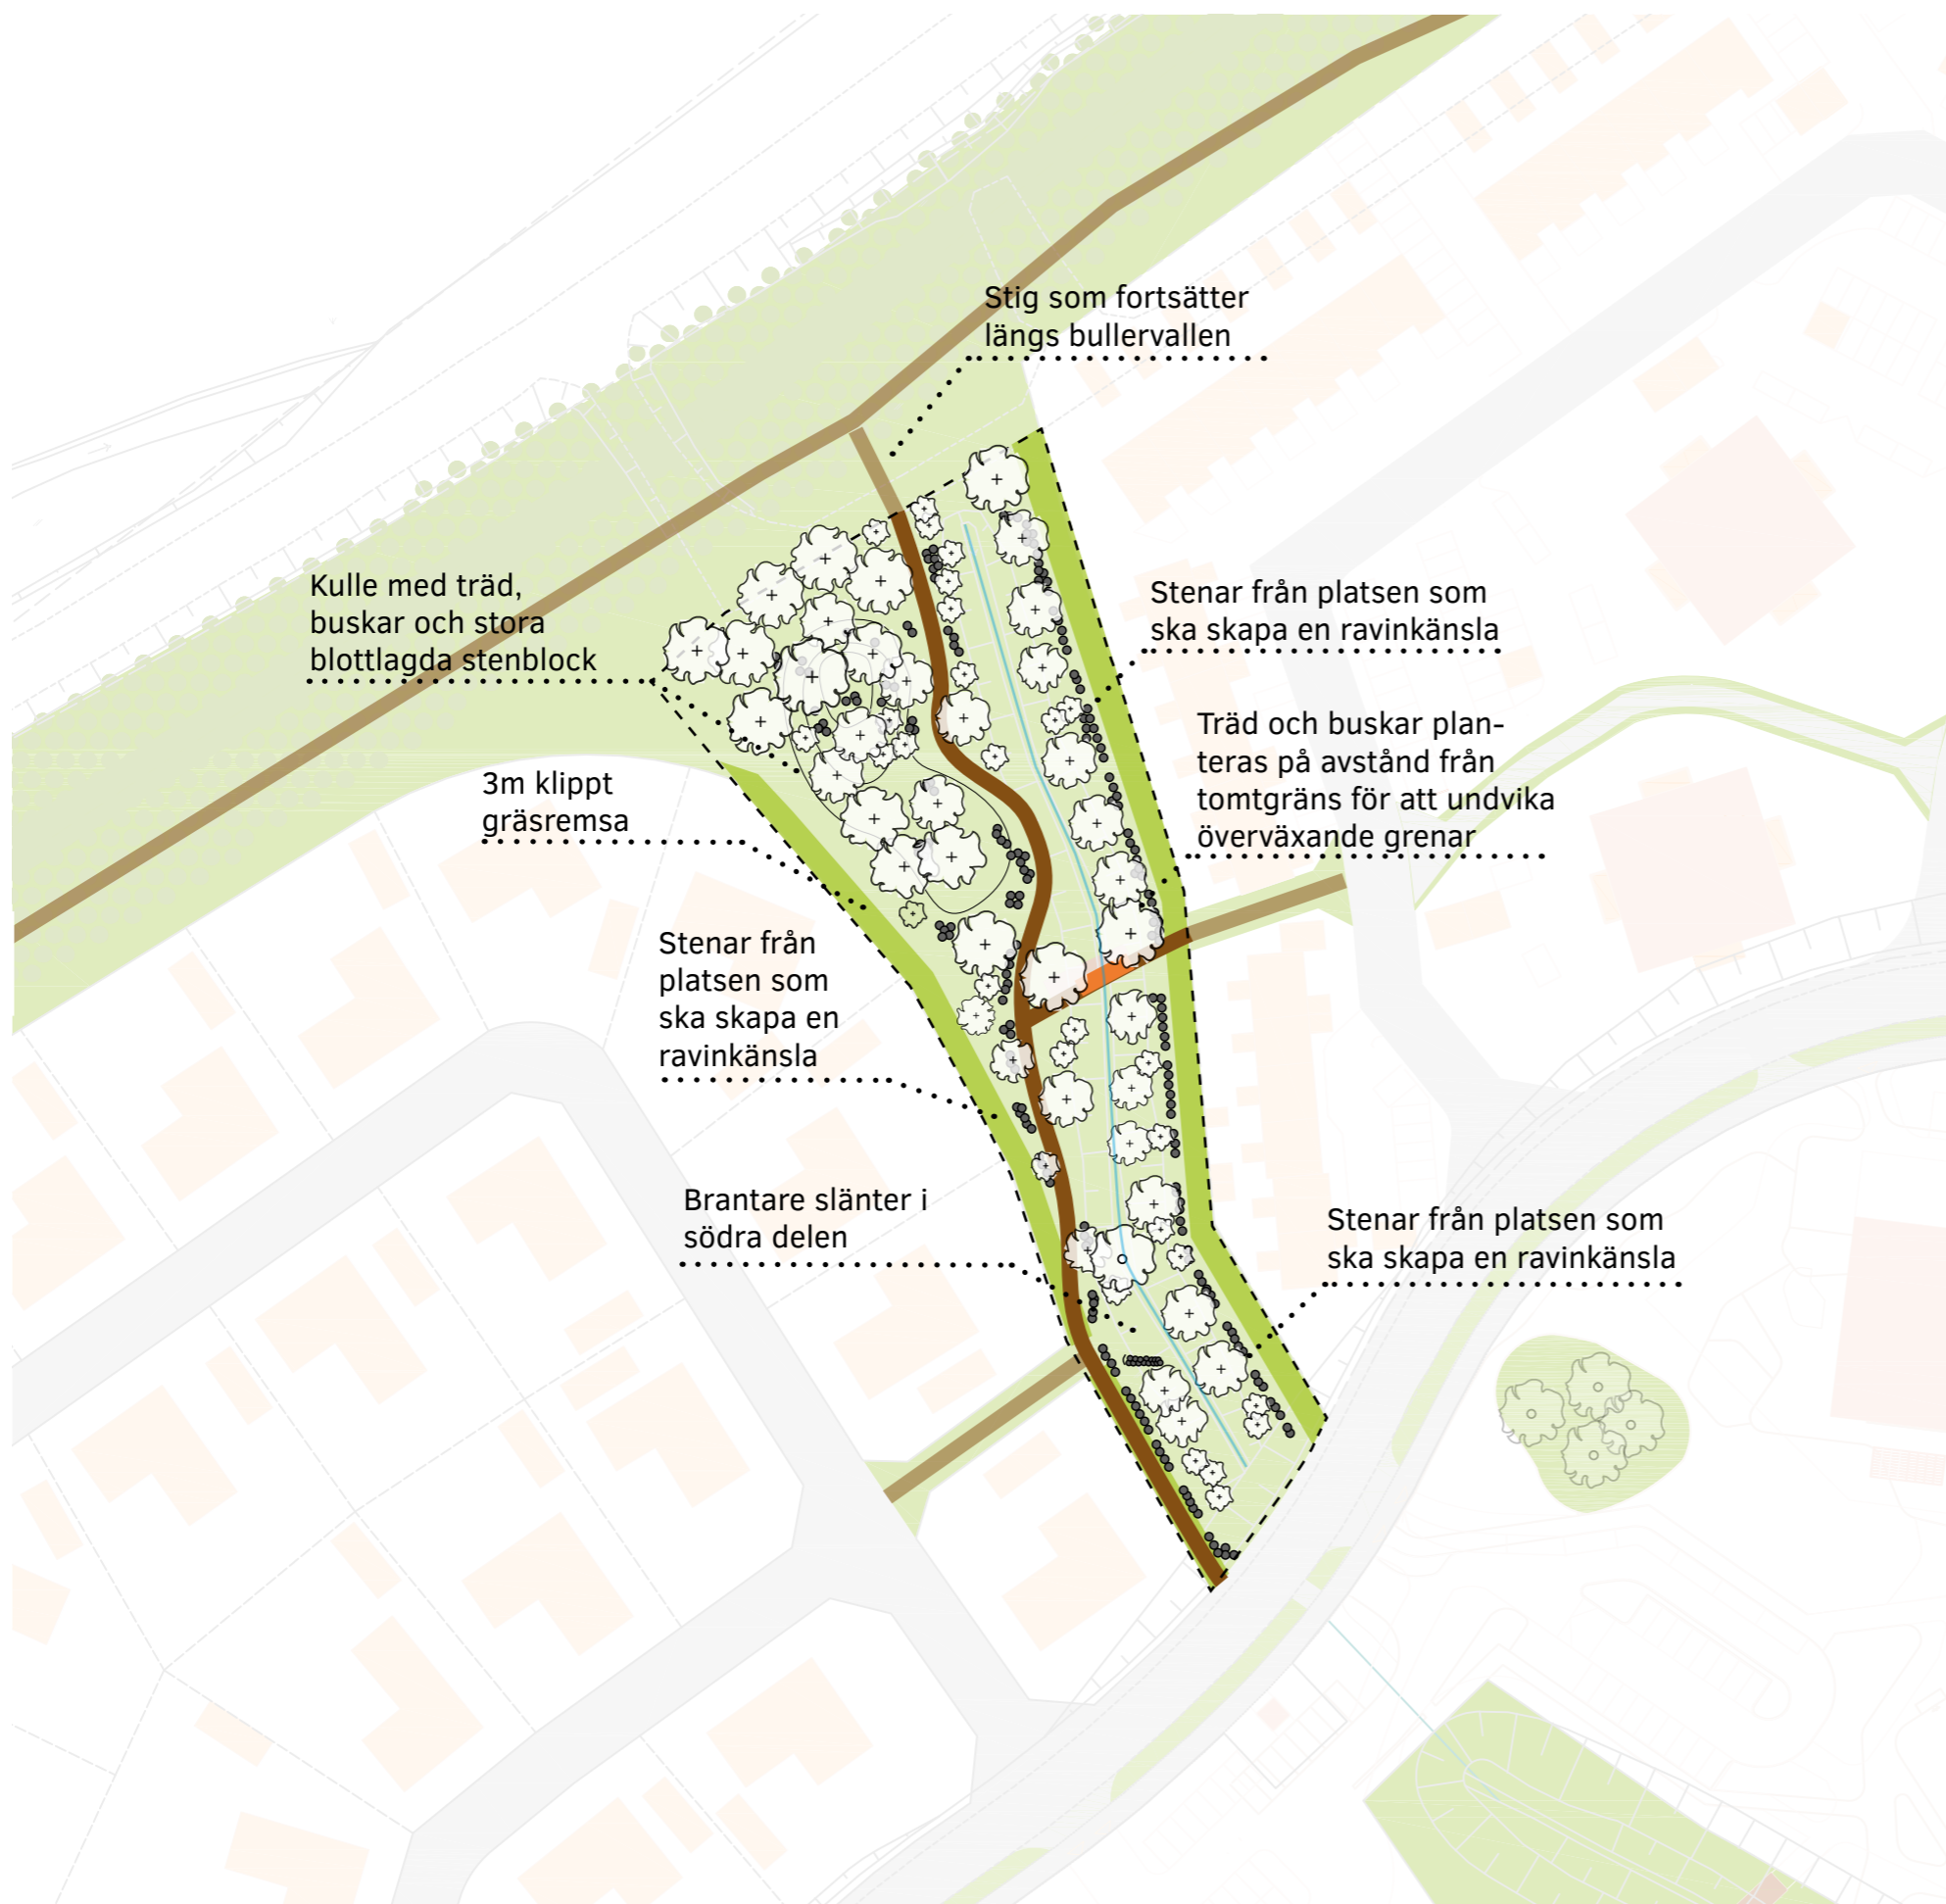 Stig som fortsätter
längs bullervallen
Kulle med träd,
buskar och stora
blottlagda stenblock
Stenar från platsen som
ska skapa en ravinkänsla
Träd och buskar plan-
teras på avstånd från
tomtgräns för att undvika
överväxande grenar
3m klippt
gräsremsa
Stenar från
platsen som
ska skapa en
ravinkänsla
Brantare slänter i
södra delen
Stenar från platsen som
ska skapa en ravinkänsla